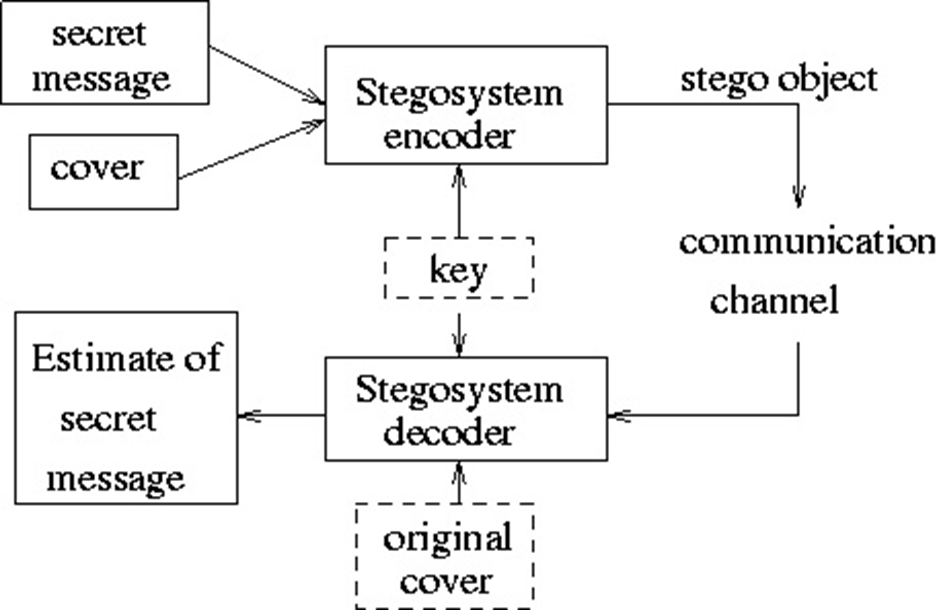 secret
message
cover
Stegosystem
encoder
stego object
key
communication
channel
Estimate of
secret
message
Stegosystem
decoder
original
cover